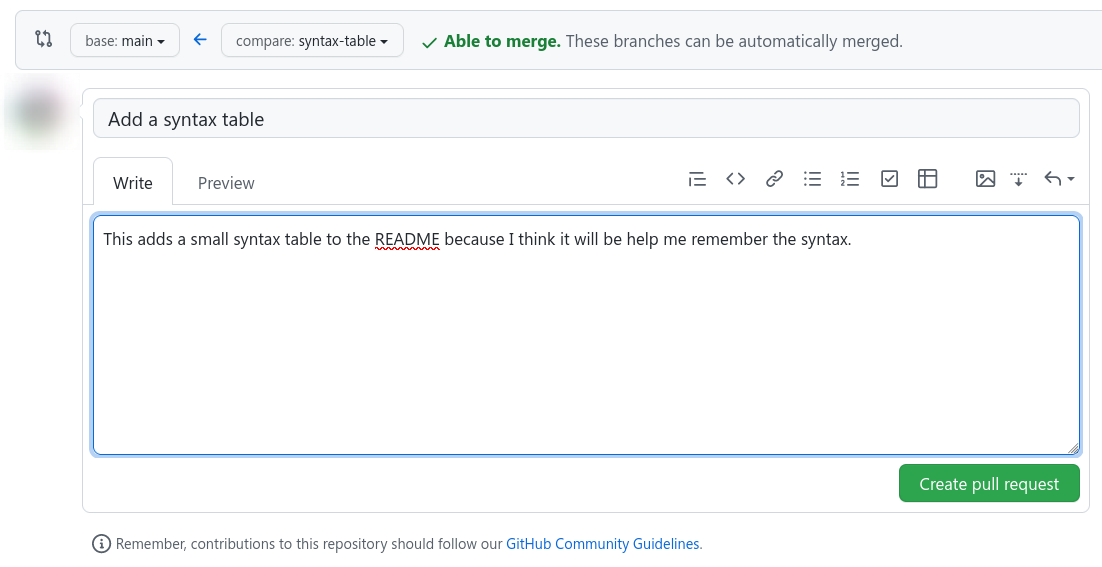 base: main compare: syntax-table Able to merge. These branches can be automatically merged.
Add a syntax table
Write Preview
This adds a small syntax table to the README because I think it will be help me remember the syntax.
Create pull request
Remember, contributions to this repository should follow our GitHub Community Guidelines.